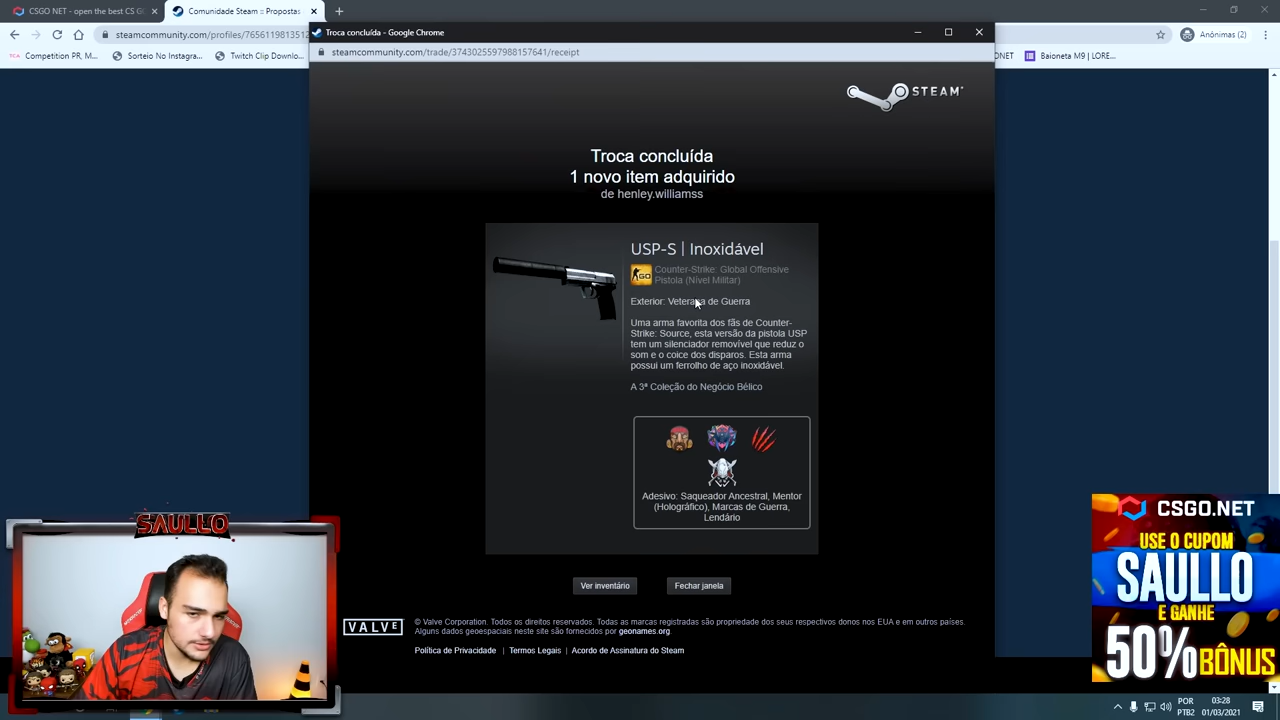 CSGO NET - open the best CS G
Comunidade Steam :: Propostas
steamcommunity.com/profiles/7656119813512
Anônimas (2)
Competition PR, M...
Sorteio No Instagra...
Twitch Clip Downlo...
DNET
Baioneta M9 | LORE...
Troca concluída - Google Chrome
steamcommunity.com/trade/3743025597988157641/receipt
STEAM
Troca concluída
1 novo item adquirido
de henley.williamss
USP-S | Inoxidável
GO
Counter-Strike: Global Offensive
Pistola (Nível Militar)
Exterior: Veterana de Guerra
Uma arma favorita dos fãs de Counter-
Strike: Source, esta versão da pistola USP
tem um silenciador removível que reduz o
som e o coice dos disparos. Esta arma
possui um ferrolho de aço inoxidável.
A 3ª Coleção do Negócio Bélico
Adesivo: Saqueador Ancestral, Mentor
(Holográfico), Marcas de Guerra,
Lendário
Ver inventário
Fechar janela
VALVE
© Valve Corporation. Todos os direitos reservados. Todas as marcas registradas são propriedade dos seus respectivos donos nos EUA e em outros países.
Alguns dados geoespaciais neste site são fornecidos por geonames.org.
Política de Privacidade | Termos Legais | Acordo de Assinatura do Steam
SAULLO
CSGO.NET
USE O CUPOM
SAULLO
E GANHE
50% BÔNUS
POR
PTB2
03:28
01/03/2021